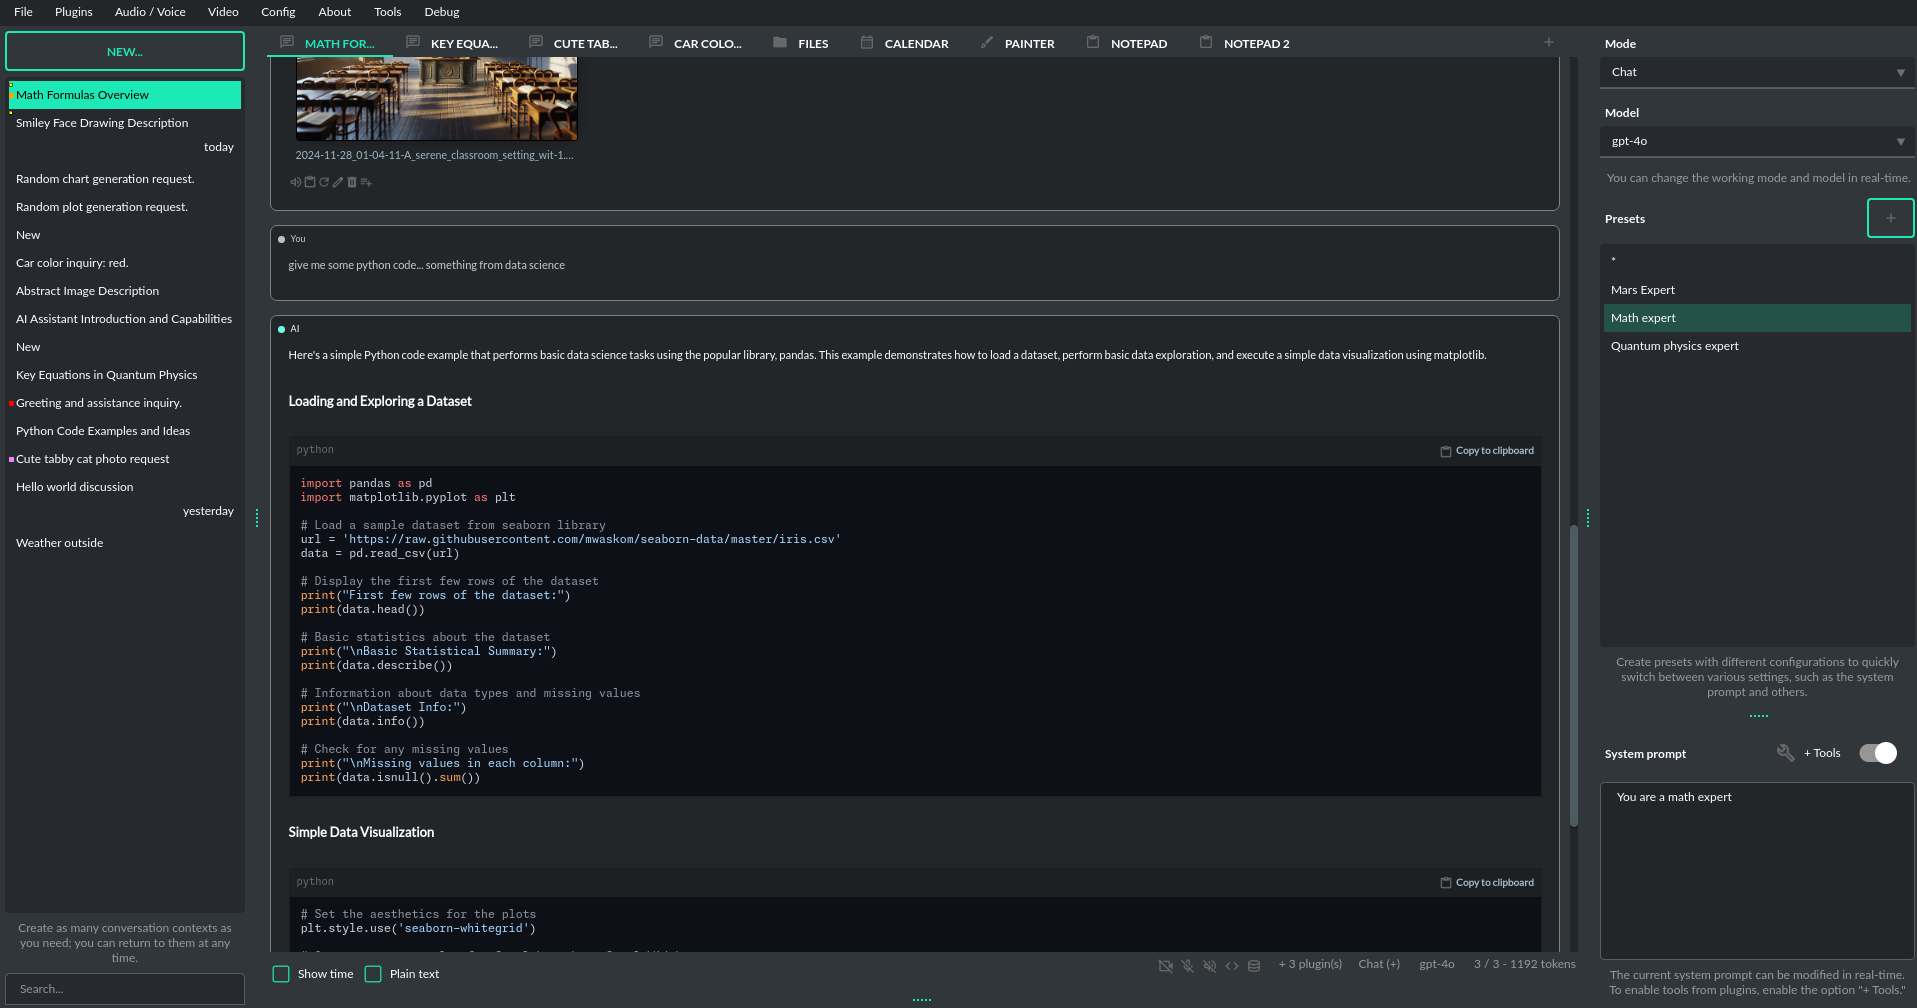 File Plugins Audio / Voice Video Config About Tools Debug
NEW...
Math Formulas Overview
Smiley Face Drawing Description
today
Random chart generation request.
Random plot generation request.
New
Car color inquiry: red.
Abstract Image Description
AI Assistant Introduction and Capabilities
New
Key Equations in Quantum Physics
Greeting and assistance inquiry.
Python Code Examples and Ideas
Cute tabby cat photo request
Hello world discussion
yesterday
Weather outside
Create as many conversation contexts as
you need; you can return to them at any
time.
Search...
MATH FOR... KEY EQUA... CUTE TAB... CAR COLO... FILES CALENDAR PAINTER NOTEPAD NOTEPAD 2 +
2024-11-28_01-04-11-A_serene_classroom_setting_wit-1....
You
give me some python code... something from data science
AI
Here's a simple Python code example that performs basic data science tasks using the popular library, pandas. This example demonstrates how to load a dataset, perform basic data exploration, and execute a simple data visualization using matplotlib.
Loading and Exploring a Dataset
python Copy to clipboard
import pandas as pd
import matplotlib.pyplot as plt
# Load a sample dataset from seaborn library
url = 'https://raw.githubusercontent.com/mwaskom/seaborn-data/master/iris.csv'
data = pd.read_csv(url)
# Display the first few rows of the dataset
print("First few rows of the dataset:")
print(data.head())
# Basic statistics about the dataset
print("\nBasic Statistical Summary:")
print(data.describe())
# Information about data types and missing values
print("\nDataset Info:")
print(data.info())
# Check for any missing values
print("\nMissing values in each column:")
print(data.isnull().sum())
Simple Data Visualization
python Copy to clipboard
# Set the aesthetics for the plots
plt.style.use('seaborn-whitegrid')
Show time Plain text
+ 3 plugin(s) Chat (+) gpt-4o 3 / 3 - 1192 tokens
Mode
Chat
Model
gpt-4o
You can change the working mode and model in real-time.
Presets +
*
Mars Expert
Math expert
Quantum physics expert
Create presets with different configurations to quickly
switch between various settings, such as the system
prompt and others.
System prompt + Tools
You are a math expert
The current system prompt can be modified in real-time.
To enable tools from plugins, enable the option "+ Tools."